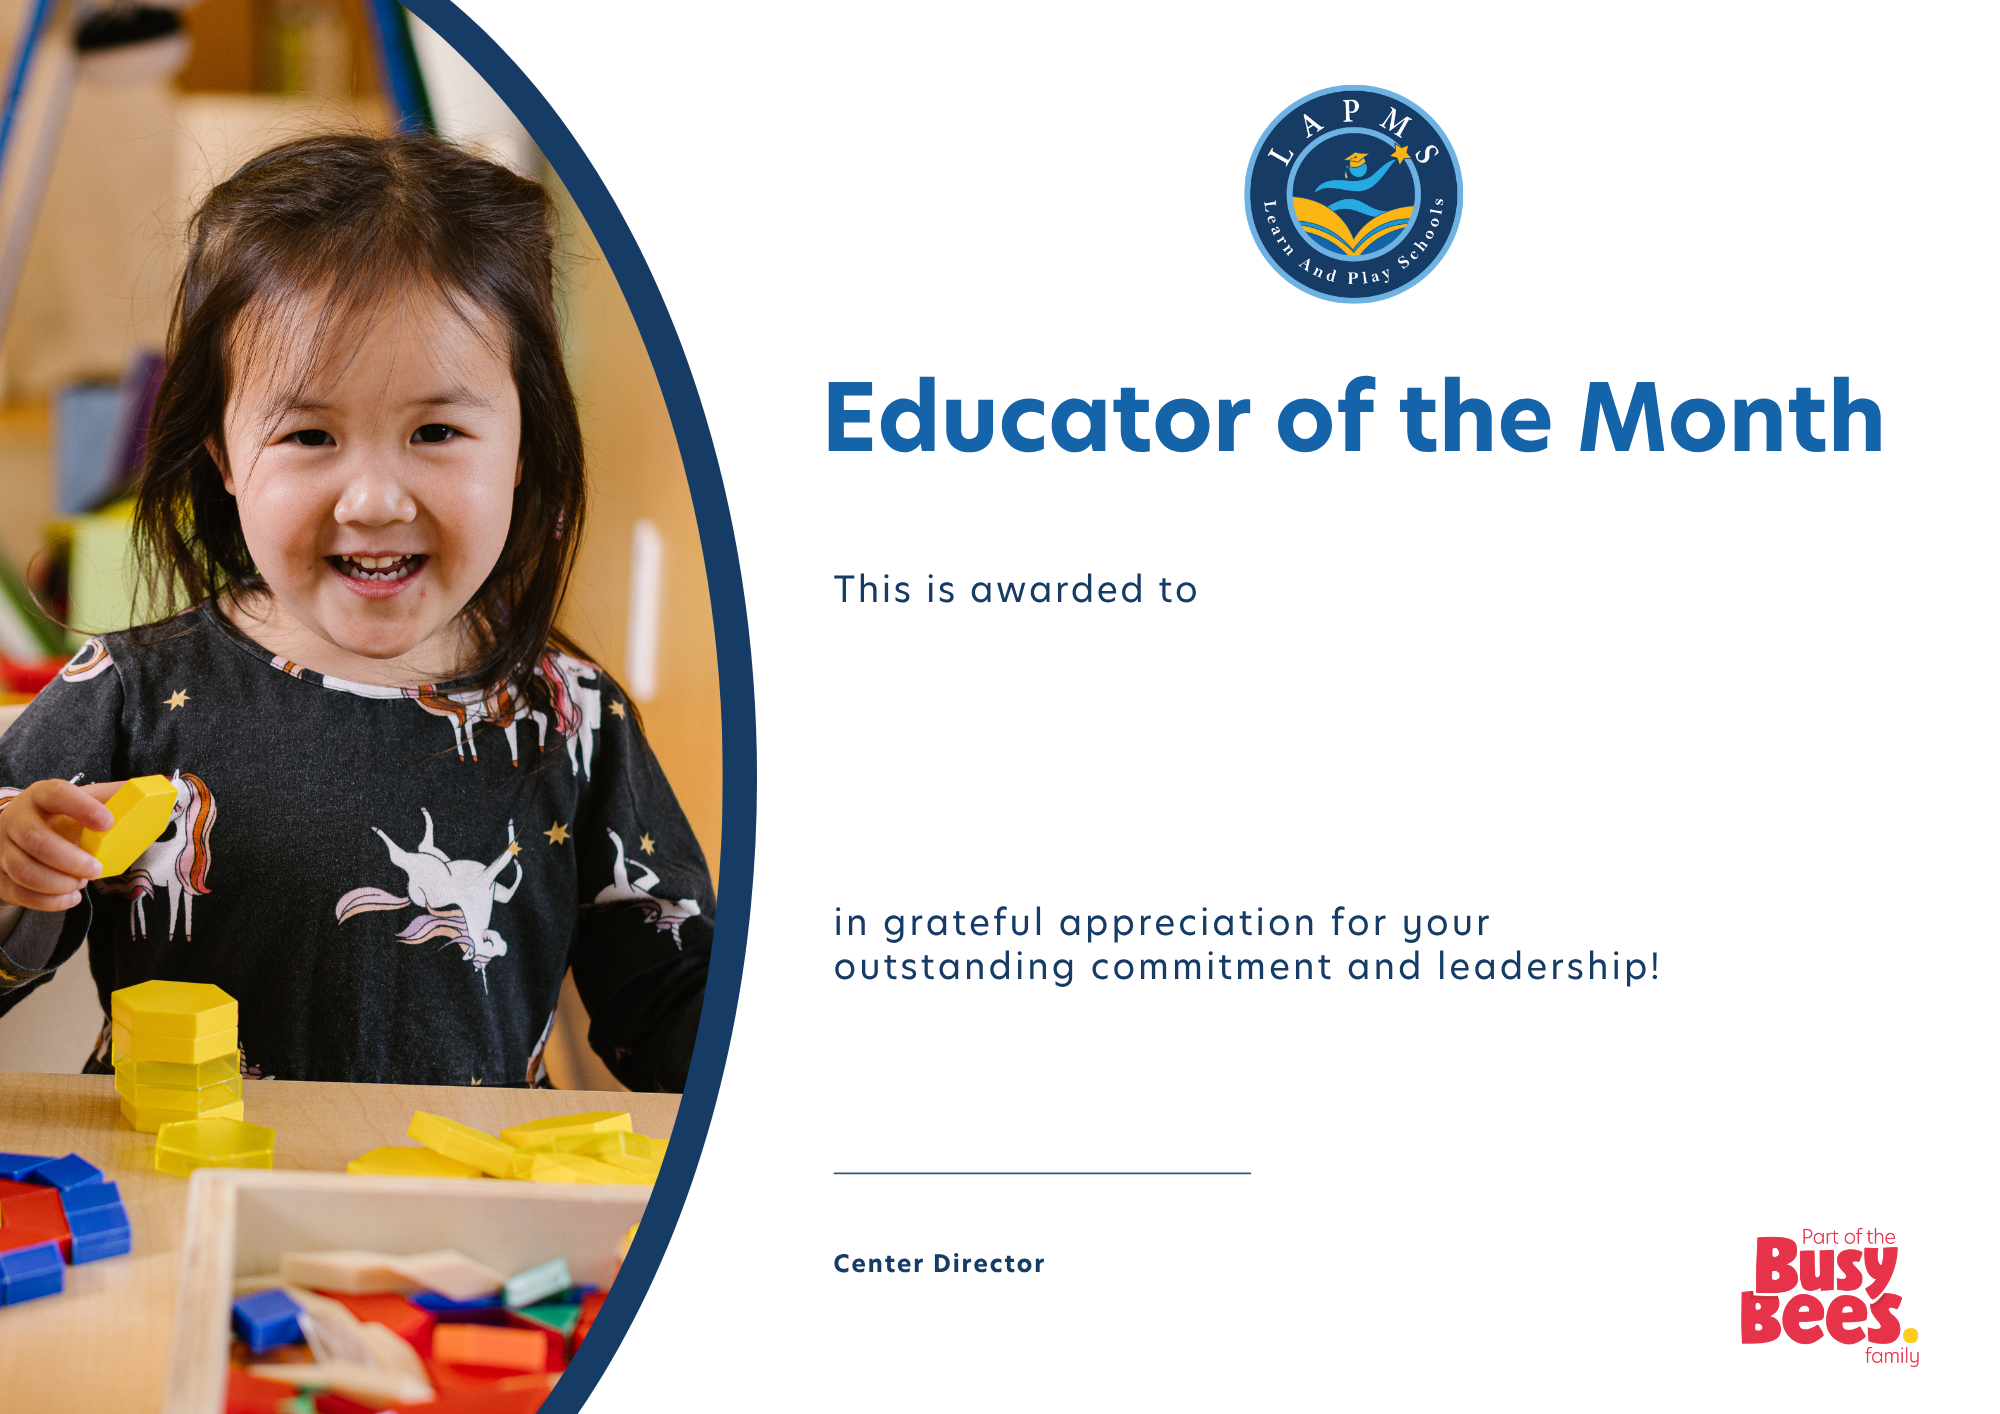 LAPMS
Learn And Play Schools
Educator of the Month
This is awarded to
in grateful appreciation for your
outstanding commitment and leadership!
Center Director
Part of the
Busy
Bees.
family